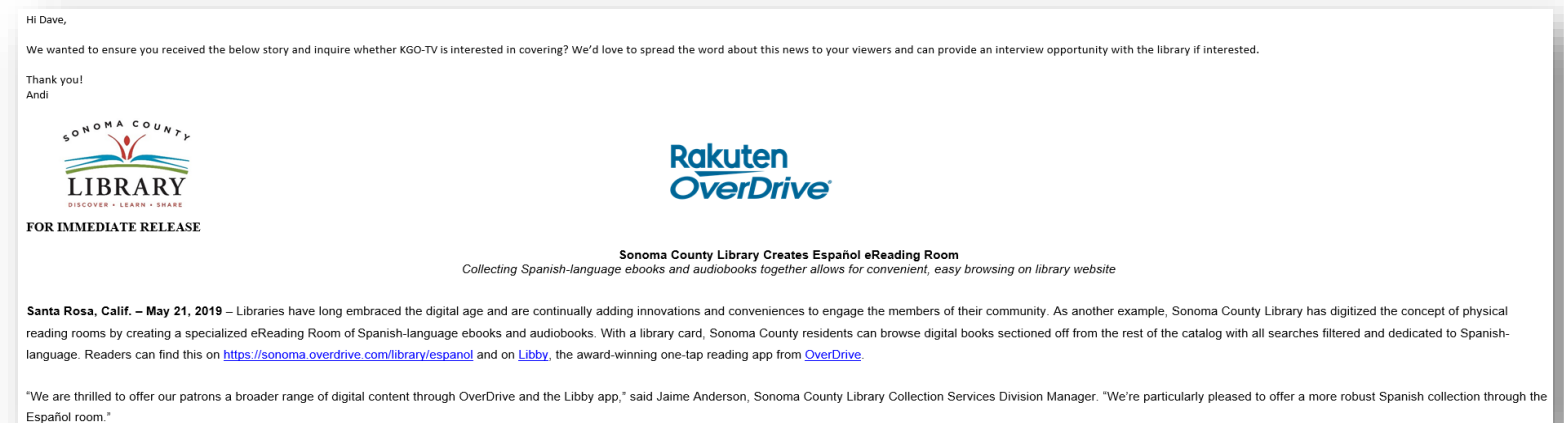 Hi Dave,
We wanted to ensure you received the below story and inquire whether KGO-TV is interested in covering? We’d love to spread the word about this news to your viewers and can provide an interview opportunity with the library if interested.
Thank you!
Andi
SONOMA COUNTY
LIBRARY
DISCOVER • LEARN • SHARE
Rakuten
OverDrive®
FOR IMMEDIATE RELEASE
Sonoma County Library Creates Español eReading Room
Collecting Spanish-language ebooks and audiobooks together allows for convenient, easy browsing on library website
Santa Rosa, Calif. – May 21, 2019 – Libraries have long embraced the digital age and are continually adding innovations and conveniences to engage the members of their community. As another example, Sonoma County Library has digitized the concept of physical
reading rooms by creating a specialized eReading Room of Spanish-language ebooks and audiobooks. With a library card, Sonoma County residents can browse digital books sectioned off from the rest of the catalog with all searches filtered and dedicated to Spanish-
language. Readers can find this on https://sonoma.overdrive.com/library/espanol and on Libby, the award-winning one-tap reading app from OverDrive.
“We are thrilled to offer our patrons a broader range of digital content through OverDrive and the Libby app,” said Jaime Anderson, Sonoma County Library Collection Services Division Manager. “We’re particularly pleased to offer a more robust Spanish collection through the
Español room.”